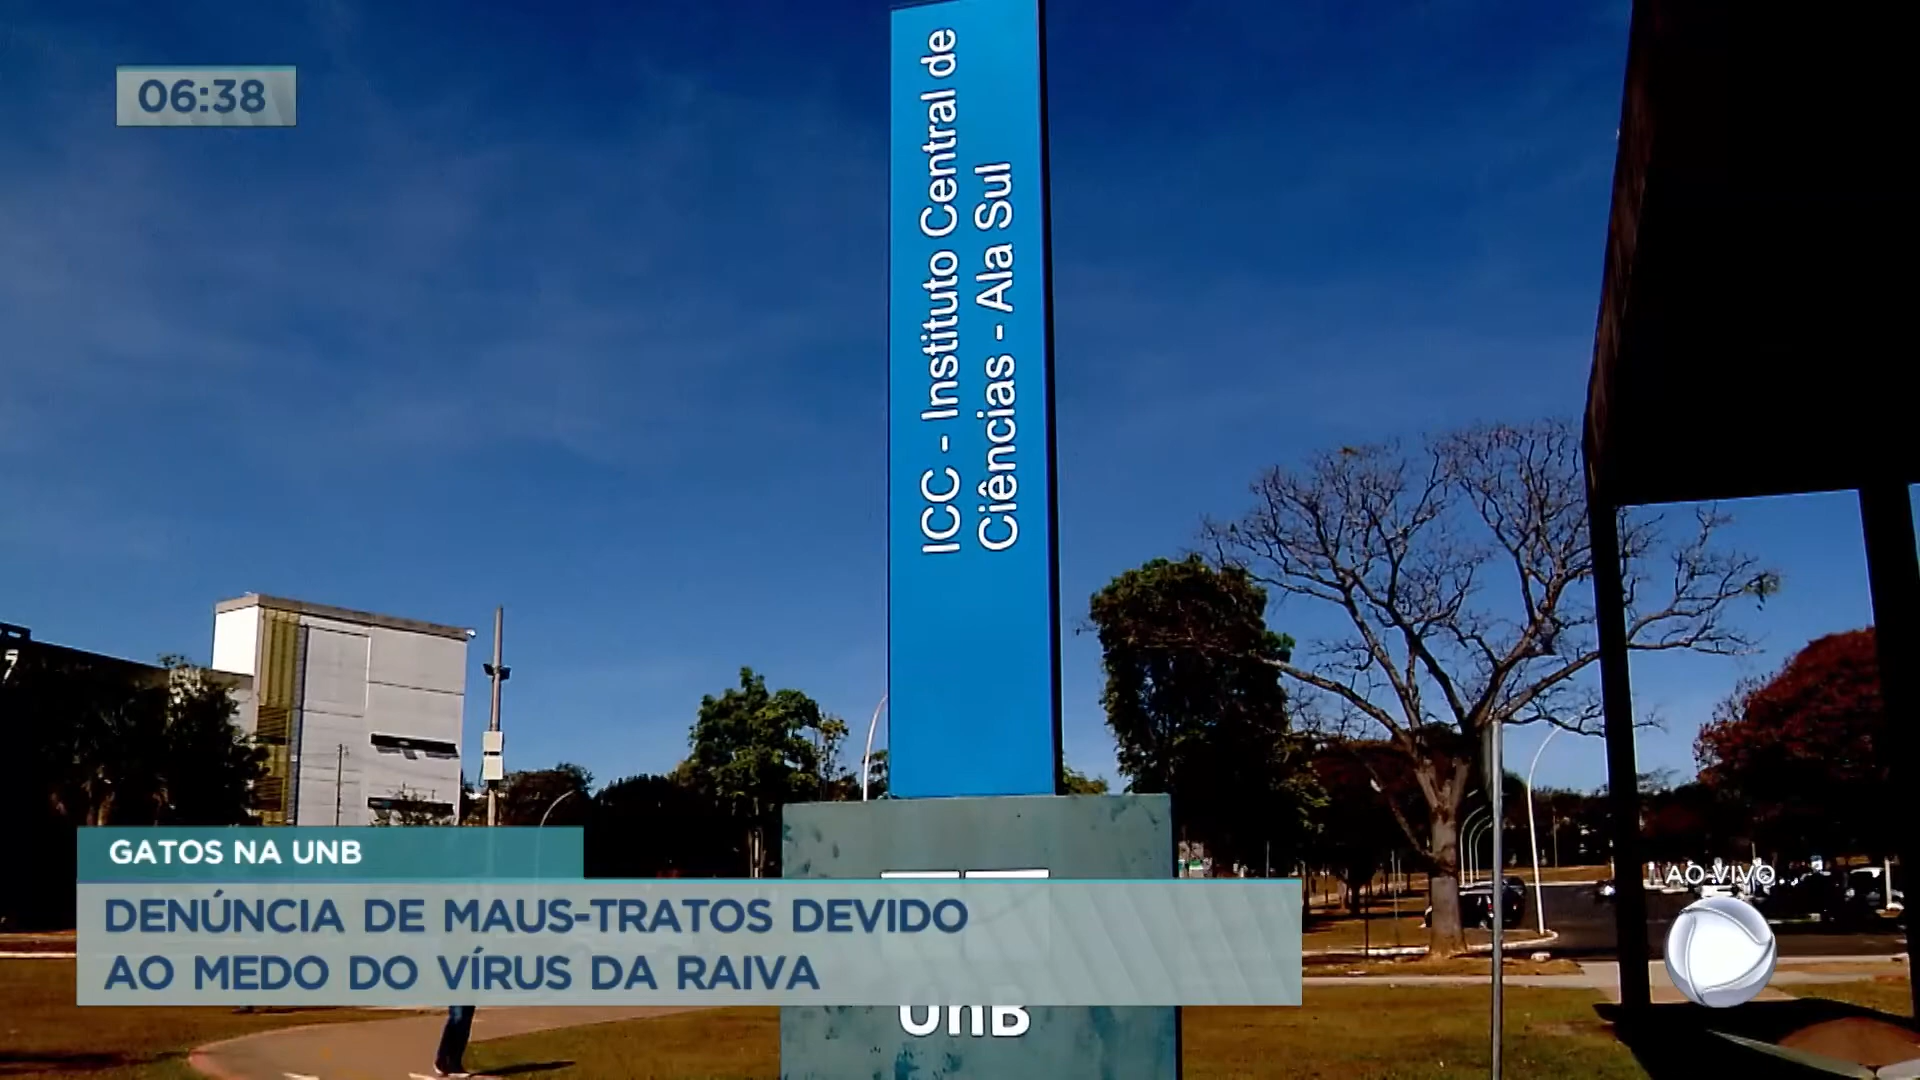 06:38
ICC - Instituto Central de
Ciências - Ala Sul
GATOS NA UNB
DENÚNCIA DE MAUS-TRATOS DEVIDO
AO MEDO DO VÍRUS DA RAIVA
AO VIVO
UnB